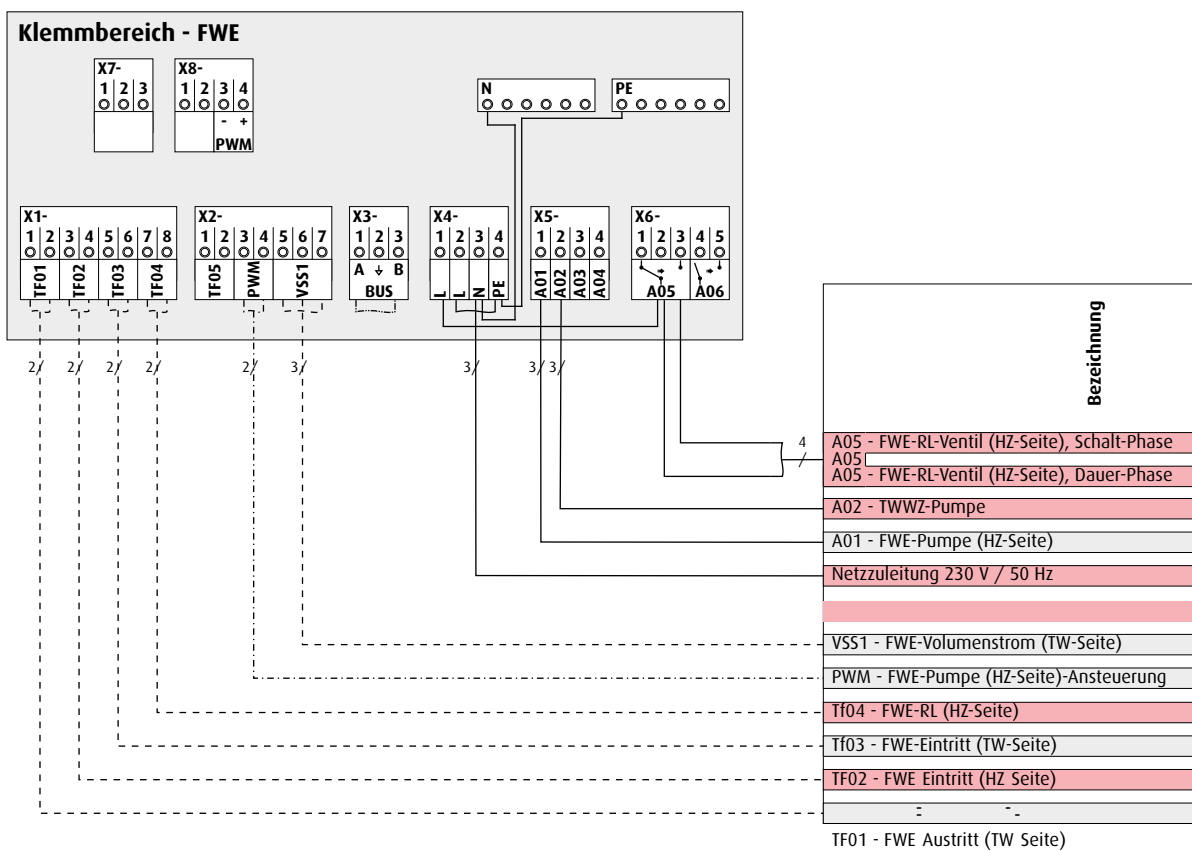 Klemmbereich - FWE
X7-
1 2 3
X8-
1 2 3 4
- +
PWM
N
PE
X1-
1 2 3 4 5 6 7 8
TF01 TF02 TF03 TF04
X2-
1 2 3 4 5 6 7
TF05 PWM VSS1
X3-
1 2 3
A B
BUS
X4-
1 2 3 4
L L N PE
X5-
1 2 3 4
A01 A02 A03 A04
X6-
1 2 3 4 5
A05 A06
2 2 2 2 2 3 3 3 3
4
Bezeichnung
A05 - FWE-RL-Ventil (HZ-Seite), Schalt-Phase
A05
A05 - FWE-RL-Ventil (HZ-Seite), Dauer-Phase
A02 - TWWZ-Pumpe
A01 - FWE-Pumpe (HZ-Seite)
Netzzuleitung 230 V / 50 Hz
VSS1 - FWE-Volumenstrom (TW-Seite)
PWM - FWE-Pumpe (HZ-Seite)-Ansteuerung
Tf04 - FWE-RL (HZ-Seite)
Tf03 - FWE-Eintritt (TW-Seite)
TF02 - FWE Eintritt (HZ Seite)
- -
- -
TF01 - FWE Austritt (TW Seite)